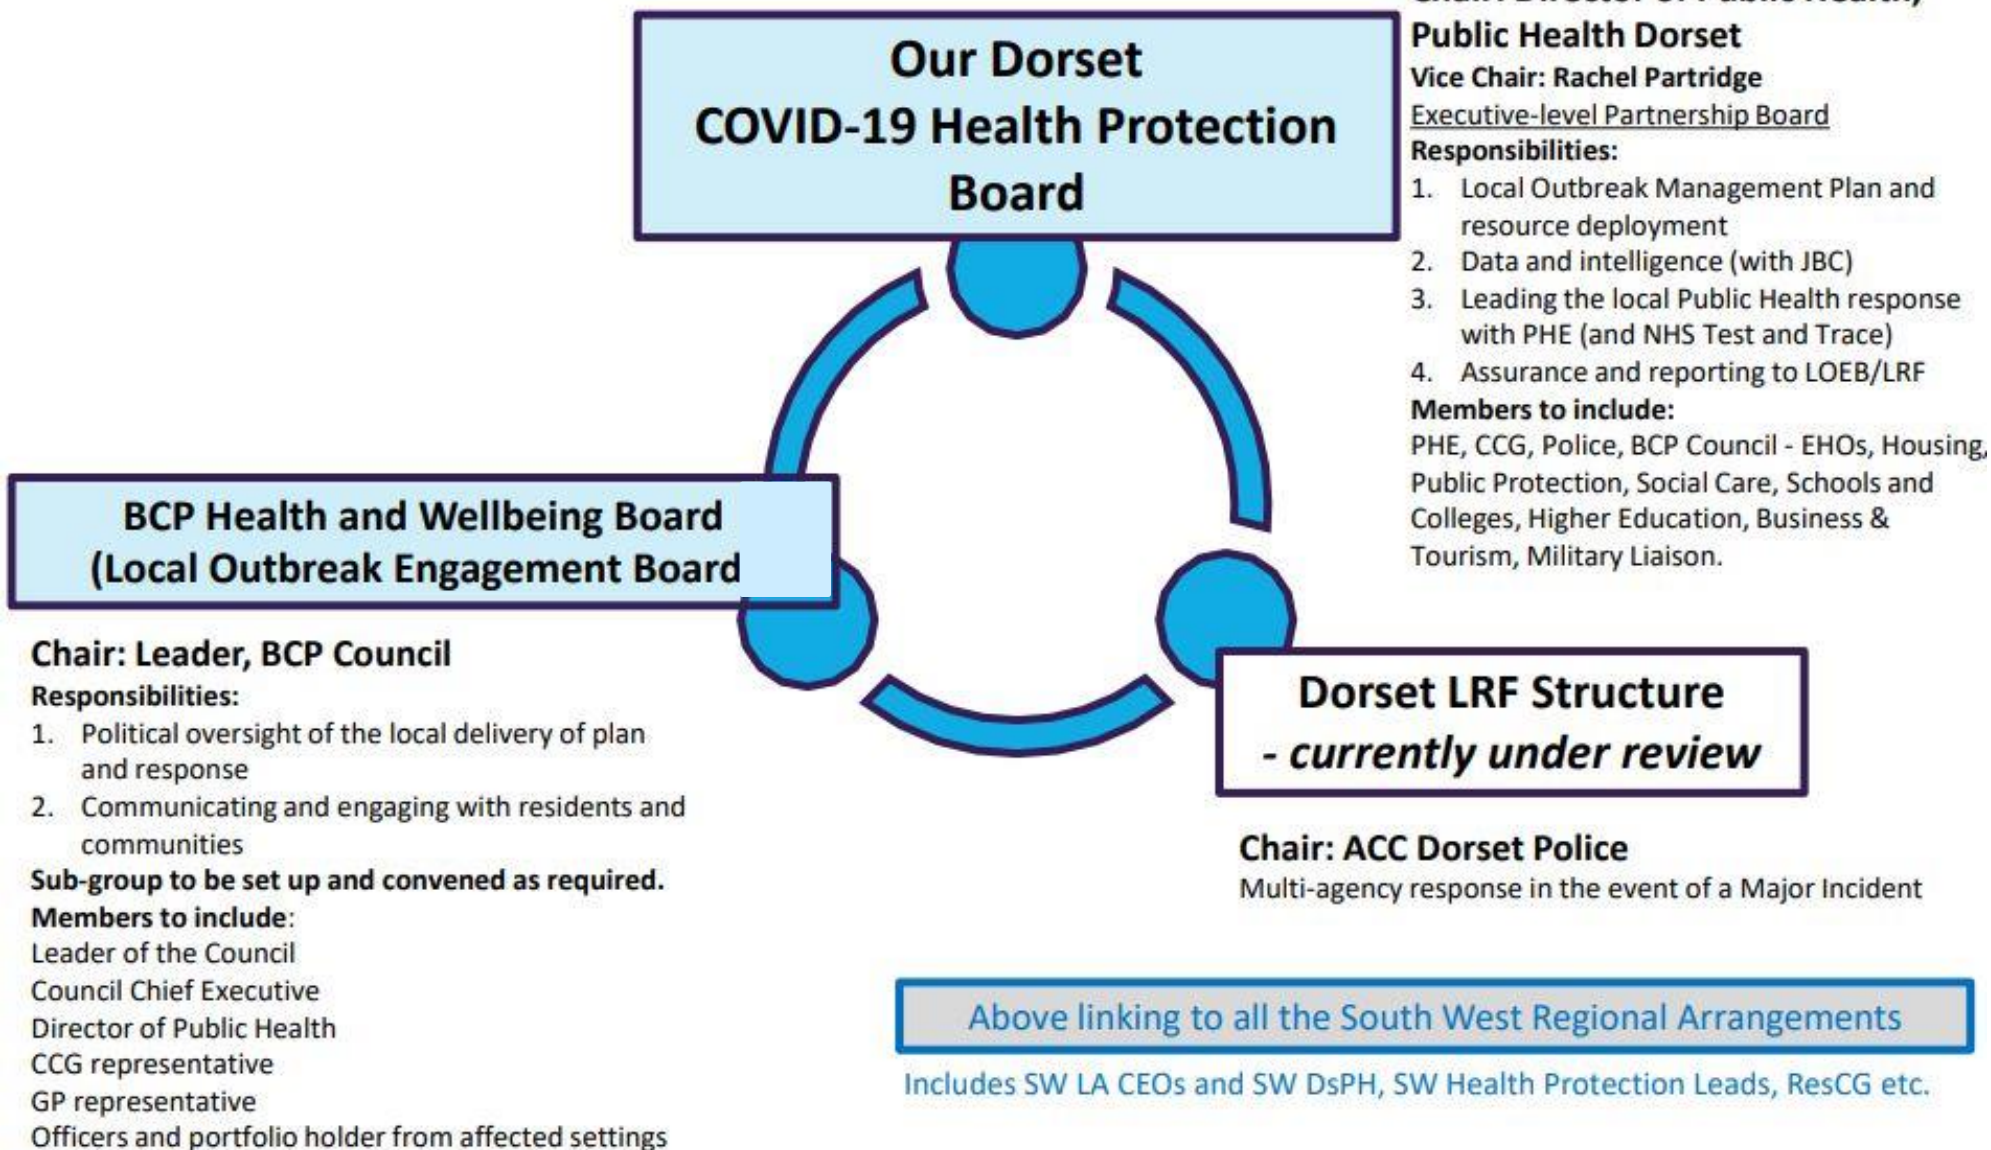 Our Dorset
COVID-19 Health Protection
Board
Chair: Director of Public Health,
Public Health Dorset
Vice Chair: Rachel Partridge
Executive-level Partnership Board
Responsibilities:
1. Local Outbreak Management Plan and
resource deployment
2. Data and intelligence (with JBC)
3. Leading the local Public Health response
with PHE (and NHS Test and Trace)
4. Assurance and reporting to LOEB/LRF
Members to include:
PHE, CCG, Police, BCP Council - EHOs, Housing,
Public Protection, Social Care, Schools and
Colleges, Higher Education, Business &
Tourism, Military Liaison.
BCP Health and Wellbeing Board
(Local Outbreak Engagement Board
Chair: Leader, BCP Council
Responsibilities:
1. Political oversight of the local delivery of plan
and response
2. Communicating and engaging with residents and
communities
Sub-group to be set up and convened as required.
Members to include:
Leader of the Council
Council Chief Executive
Director of Public Health
CCG representative
GP representative
Officers and portfolio holder from affected settings
Dorset LRF Structure
- currently under review
Chair: ACC Dorset Police
Multi-agency response in the event of a Major Incident
Above linking to all the South West Regional Arrangements
Includes SW LA CEOs and SW DsPH, SW Health Protection Leads, ResCG etc.